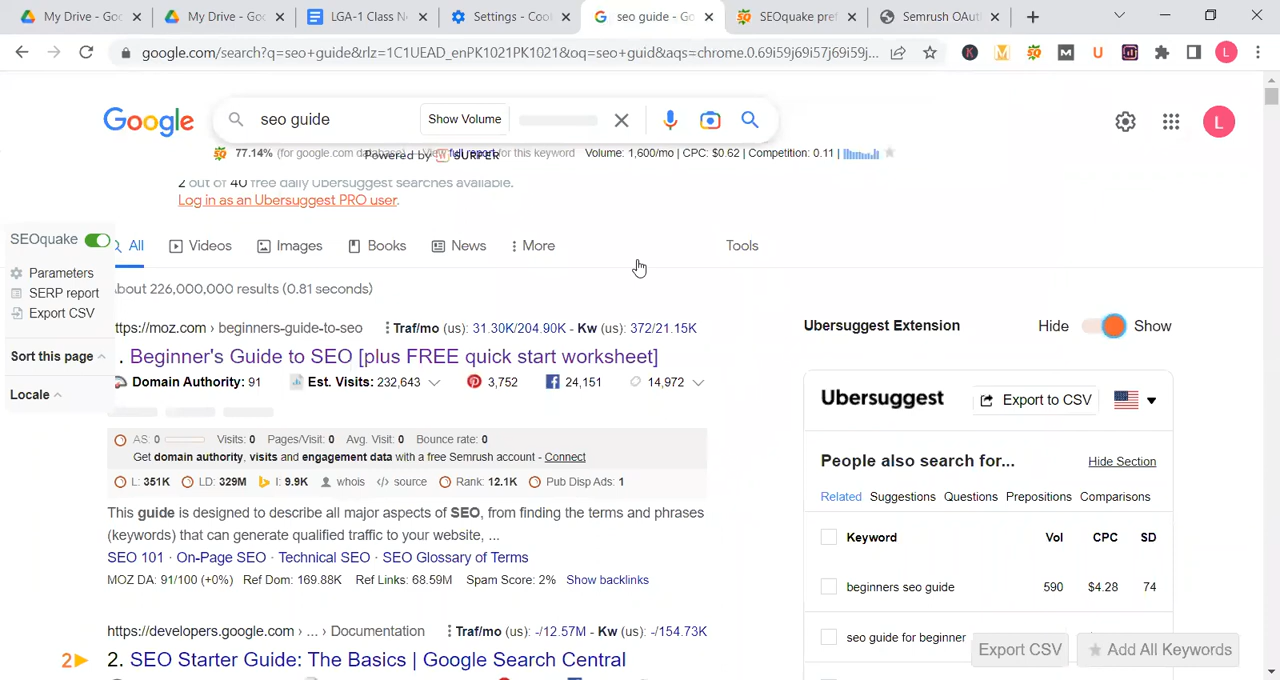 My Drive - Goo
My Drive - Goo
LGA-1 Class N
Settings - Cook
seo guide - Go
SEOquake pref
Semrush OAut
google.com/search?q=seo+guide&rlz=1C1UEAD_enPK1021PK1021&oq=seo+guid&aqs=chrome.0.69i59j69i57j69i59j...
L
Google
seo guide
Show Volume
L
77.14% (for google.com database)
View full report for this keyword
Volume: 1,600/mo | CPC: $0.62 | Competition: 0.11 |
Powered by SURFER
2 out of 40 free daily Ubersuggest searches available.
Log in as an Ubersuggest PRO user.
SEOquake
Parameters
SERP report
Export CSV
Sort this page
Locale
All
Videos
Images
Books
News
More
Tools
About 226,000,000 results (0.81 seconds)
ttps://moz.com › beginners-guide-to-seo
Traf/mo (us): 31.30K/204.90K - Kw (us): 372/21.15K
. Beginner's Guide to SEO [plus FREE quick start worksheet]
Domain Authority: 91
Est. Visits: 232,643
3,752
24,151
14,972
AS: 0 Visits: 0 Pages/Visit: 0 Avg. Visit: 0 Bounce rate: 0
Get domain authority, visits and engagement data with a free Semrush account - Connect
L: 351K LD: 329M I: 9.9K whois source Rank: 12.1K Pub Disp Ads: 1
This guide is designed to describe all major aspects of SEO, from finding the terms and phrases
(keywords) that can generate qualified traffic to your website, ...
SEO 101 · On-Page SEO · Technical SEO · SEO Glossary of Terms
MOZ DA: 91/100 (+0%) Ref Dom: 169.88K Ref Links: 68.59M Spam Score: 2% Show backlinks
https://developers.google.com › ... › Documentation
Traf/mo (us): -/12.57M - Kw (us): -/154.73K
2
2. SEO Starter Guide: The Basics | Google Search Central
Ubersuggest Extension
Hide
Show
Ubersuggest
Export to CSV
People also search for...
Hide Section
Related Suggestions Questions Prepositions Comparisons
Keyword Vol CPC SD
beginners seo guide 590 $4.28 74
seo guide for beginner
Export CSV
Add All Keywords